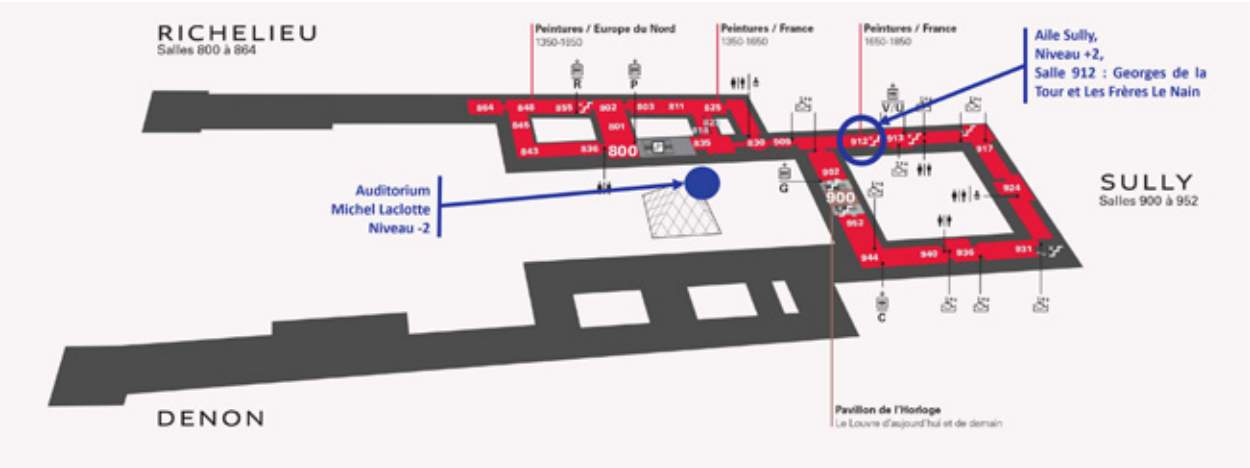 RICHELIEU
Salles 800 à 864
Peintures / Europe du Nord
1350-1850
Peintures / France
1350-1650
Peintures / France
1650-1850
Aile Sully,
Niveau +2,
Salle 912 : Georges de la
Tour et Les Frères Le Nain
R
P
V/U
864
848
855
802
803
811
825
845
801
843
836
800
835
830
905
912
913
917
902
G
900
924
952
944
940
936
931
C
SULLY
Salles 900 à 952
Auditorium
Michel Laclotte
Niveau -2
DENON
Pavillon de l'Horloge
Le Louvre d'aujourd'hui et de demain